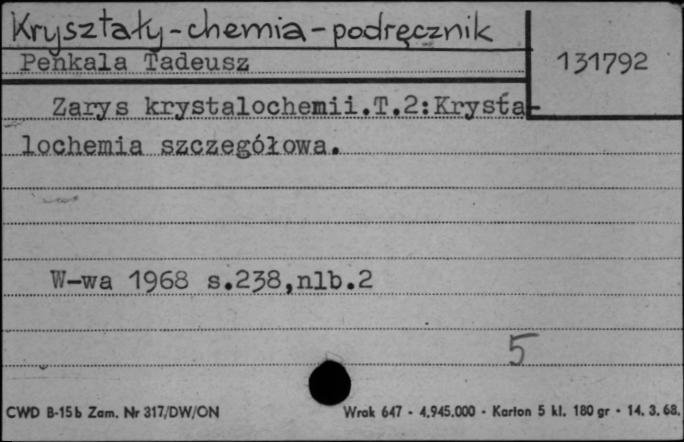 Kryształy-chemia-podręcznik
Penkala Tadeusz
131792
Zarys krystalochemii.T.2:Krysta-
lochemia szczegółowa.
W-wa 1968 s.238,nlb.2
5
CWD B-15b Zam. Nr 317/DW/ON
Wrak 647 - 4.945.000 - Karton 5 kl. 180 gr - 14. 3. 68.